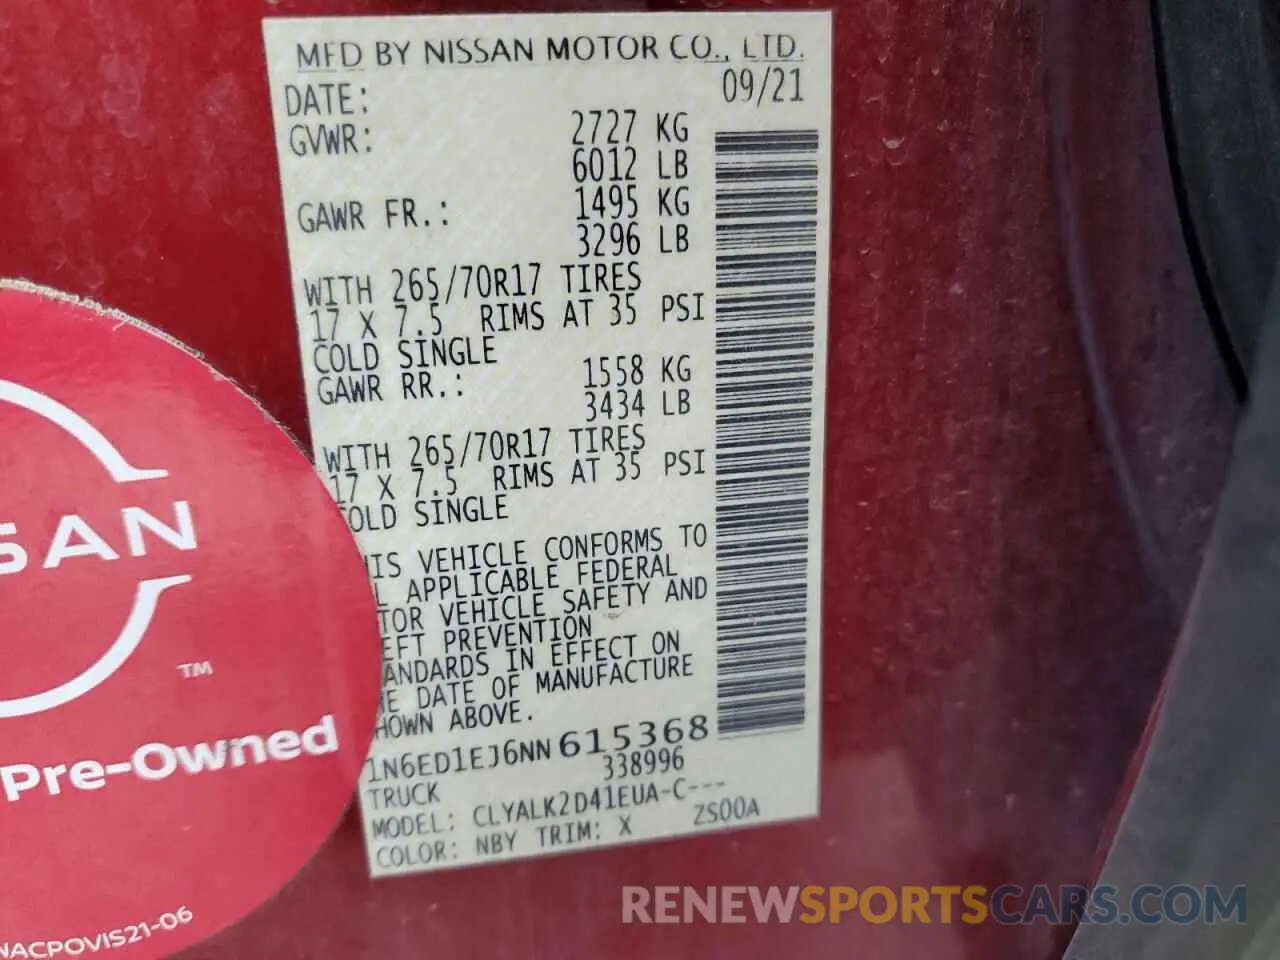 MFD BY NISSAN MOTOR CO., LTD.
DATE: 09/21
GVWR: 2727 KG
6012 LB
GAWR FR.: 1495 KG
3296 LB
WITH 265/70R17 TIRES
17 X 7.5 RIMS AT 35 PSI
COLD SINGLE
GAWR RR.: 1558 KG
3434 LB
WITH 265/70R17 TIRES
17 X 7.5 RIMS AT 35 PSI
OLD SINGLE
IS VEHICLE CONFORMS TO
L APPLICABLE FEDERAL
TOR VEHICLE SAFETY AND
EFT PREVENTION
ANDARDS IN EFFECT ON
E DATE OF MANUFACTURE
HOWN ABOVE.
1N6ED1EJ6NN615368
338996
TRUCK
MODEL: CLYALK2D41EUA-C---
COLOR: NBY TRIM: X ZS00A
SSAN
TM
Pre-Owned
NACPOVIS21-06
RENEWSPORTSCARS.COM